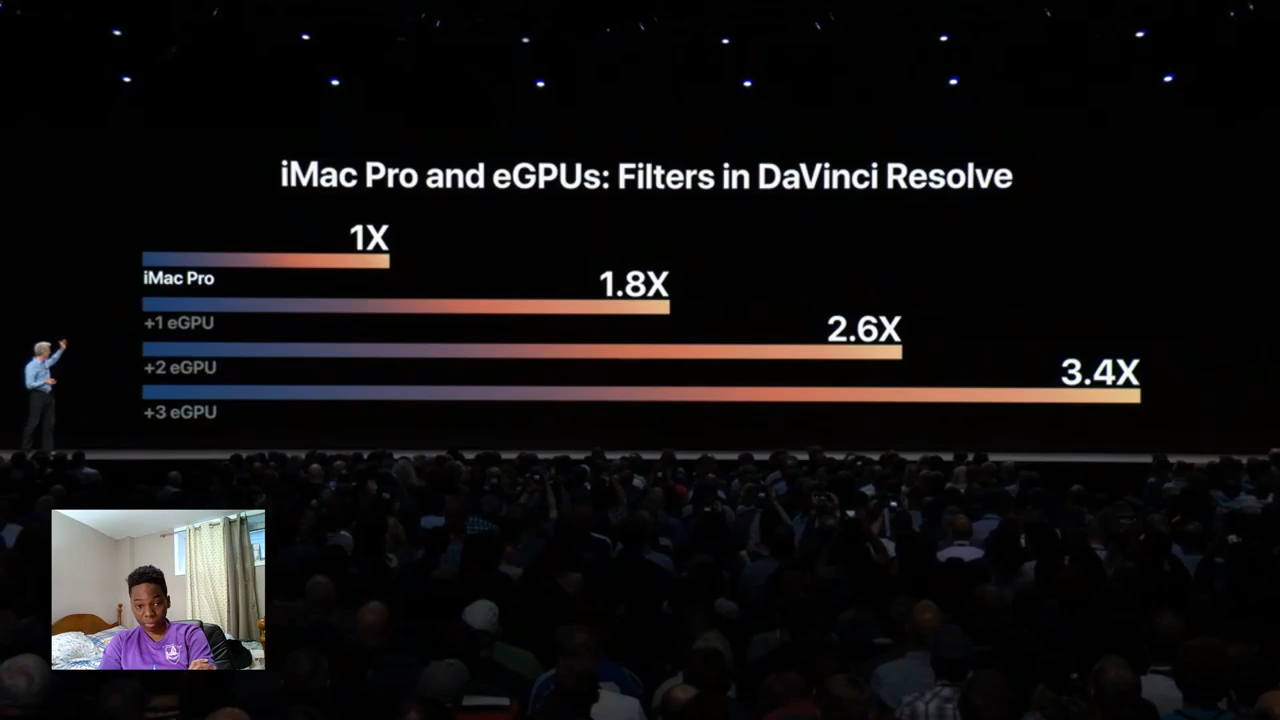 iMac Pro and eGPUs: Filters in DaVinci Resolve
1X
iMac Pro
1.8X
+1 eGPU
2.6X
+2 eGPU
3.4X
+3 eGPU